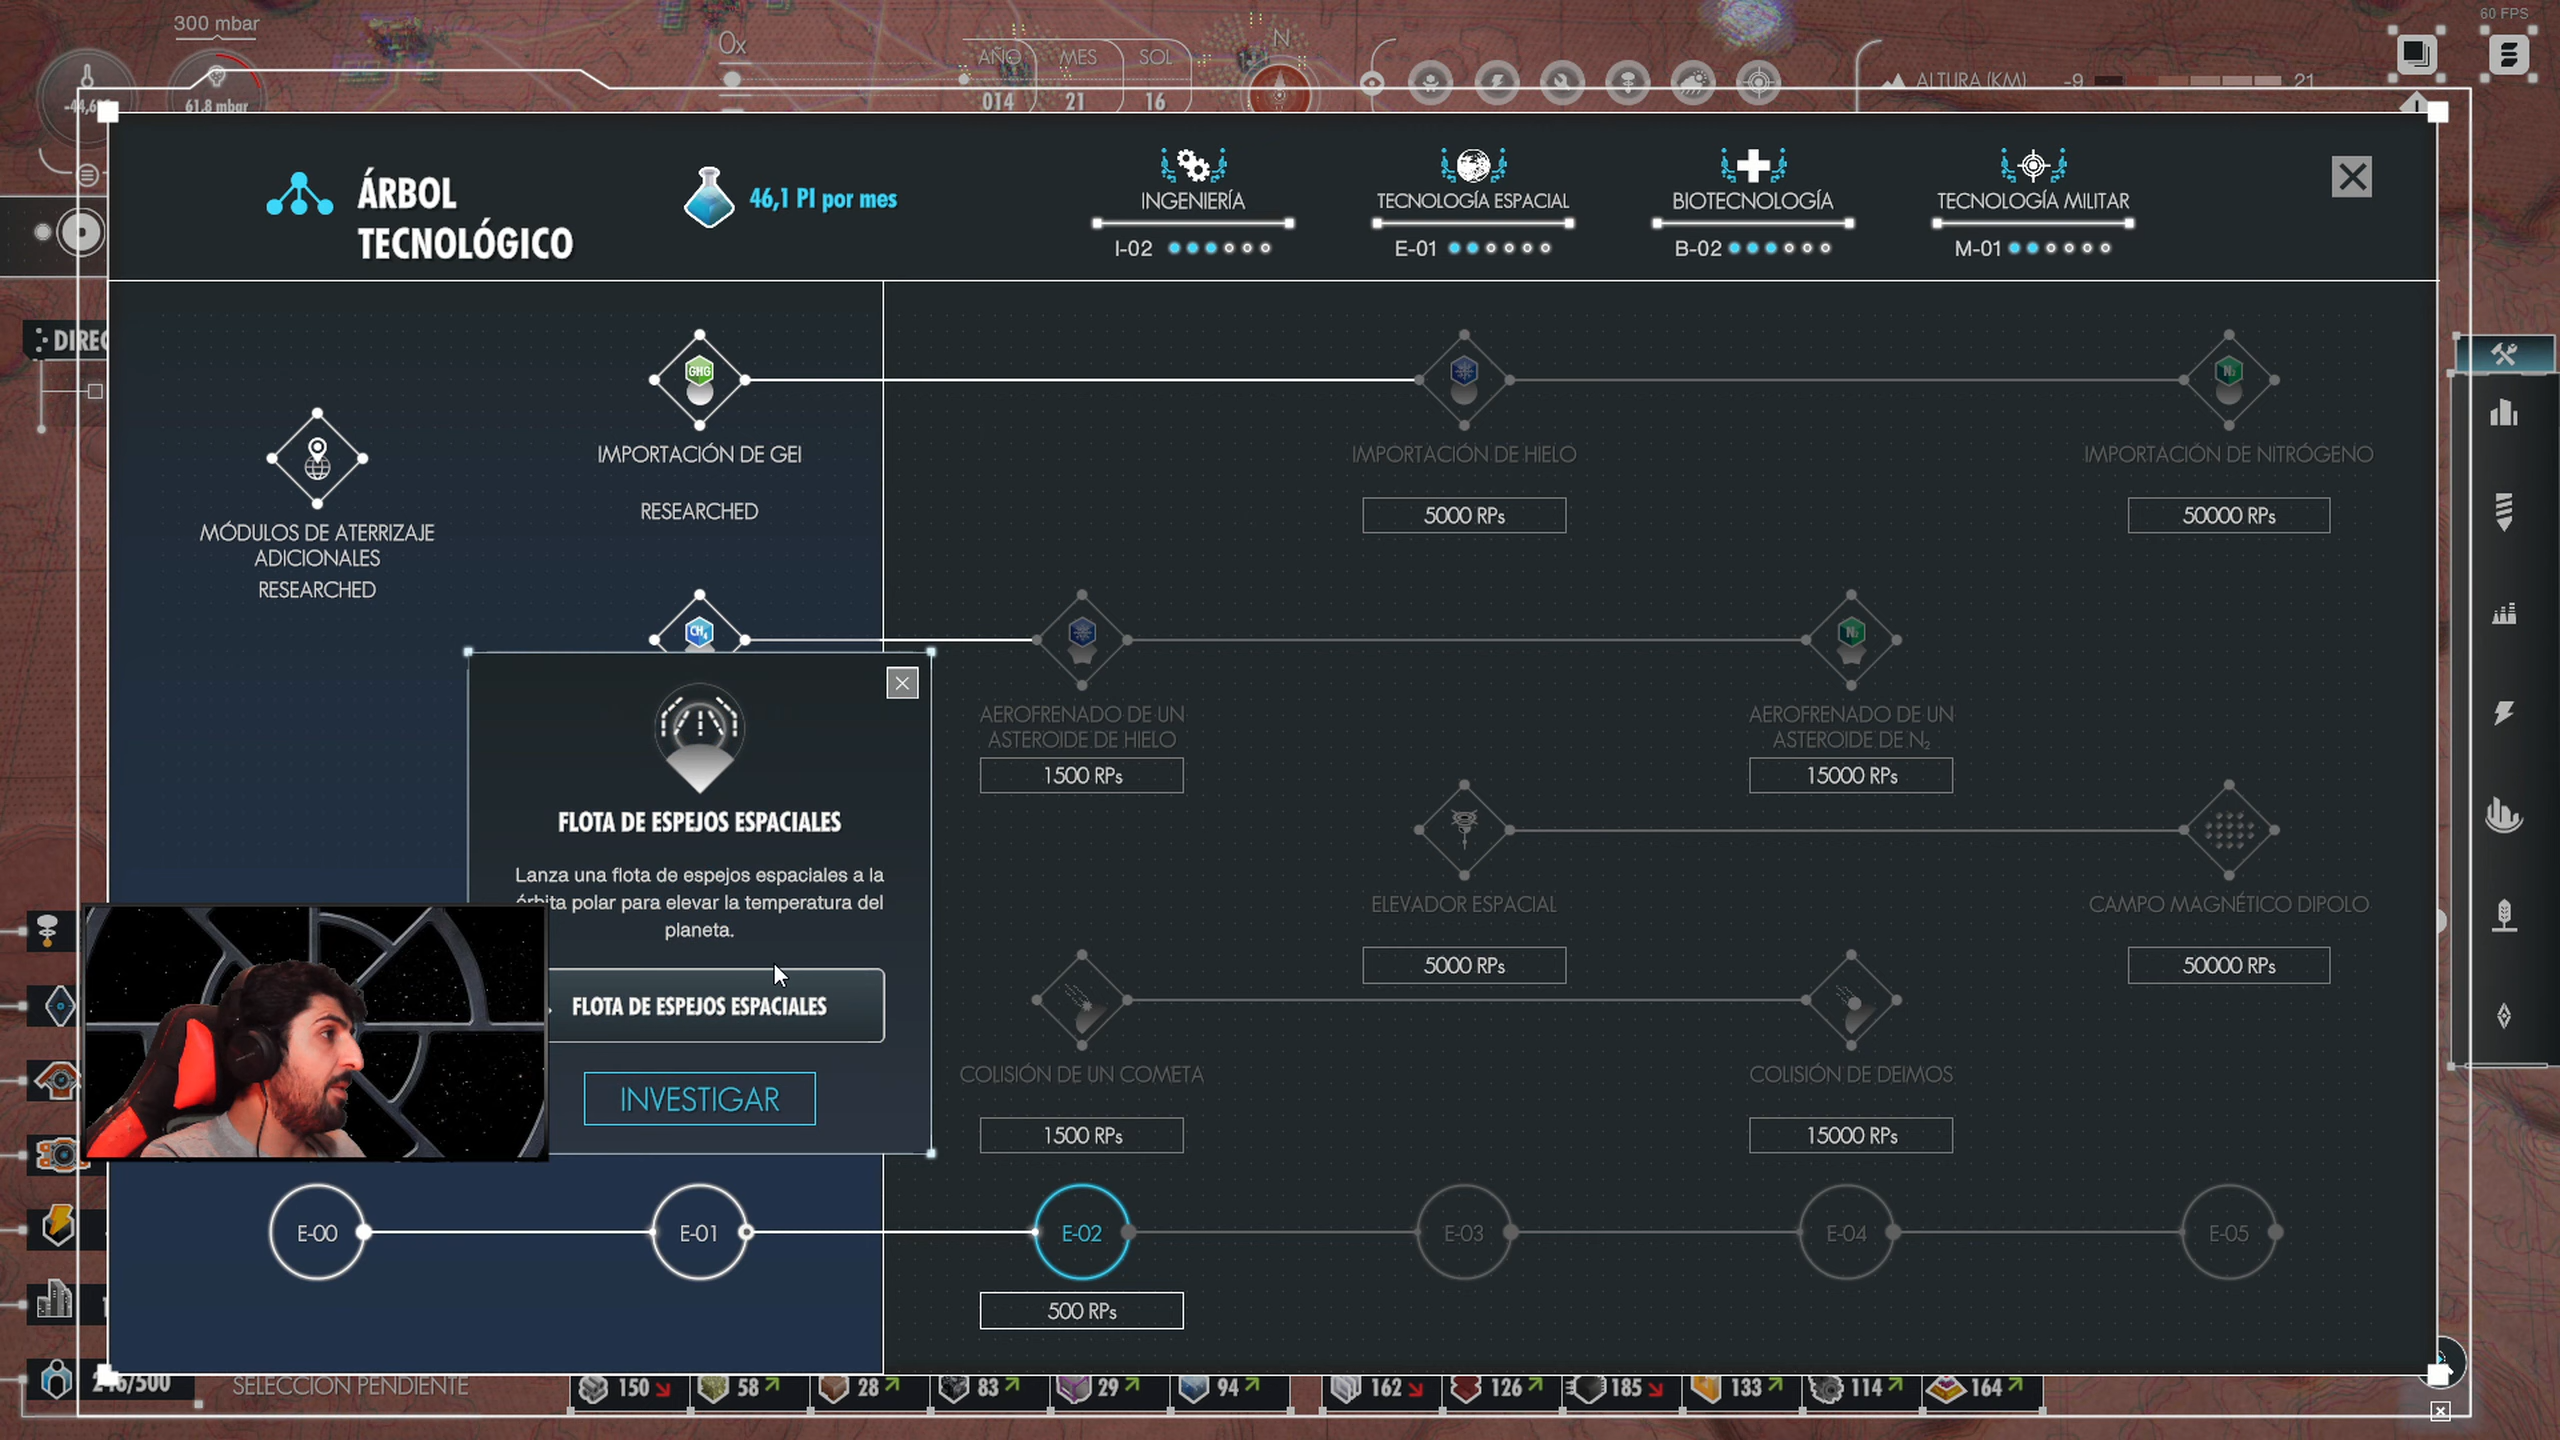 300 mbar
61,8 mbar
0x
AÑO
MES
SOL
014
21
16
N
ALTURA (KM)
-9
21
60 FPS
ÁRBOL
TECNOLÓGICO
46,1 PI por mes
INGENIERÍA
I-02
TECNOLOGÍA ESPACIAL
E-01
BIOTECNOLOGÍA
B-02
TECNOLOGÍA MILITAR
M-01
GHG
IMPORTACIÓN DE GEI
RESEARCHED
IMPORTACIÓN DE HIELO
5000 RPs
N₂
IMPORTACIÓN DE NITRÓGENO
50000 RPs
MÓDULOS DE ATERRIZAJE
ADICIONALES
RESEARCHED
CH₄
AEROFRENADO DE UN
ASTEROIDE DE HIELO
1500 RPs
N₂
AEROFRENADO DE UN
ASTEROIDE DE N₂
15000 RPs
FLOTA DE ESPEJOS ESPACIALES
Lanza una flota de espejos espaciales a la
órbita polar para elevar la temperatura del
planeta.
FLOTA DE ESPEJOS ESPACIALES
INVESTIGAR
ELEVADOR ESPACIAL
5000 RPs
CAMPO MAGNÉTICO DIPOLO
50000 RPs
COLISIÓN DE UN COMETA
1500 RPs
COLISIÓN DE DEIMOS
15000 RPs
E-00
E-01
E-02
E-03
E-04
E-05
500 RPs
SELECCIÓN PENDIENTE
150
58
28
83
29
94
162
126
185
133
114
164